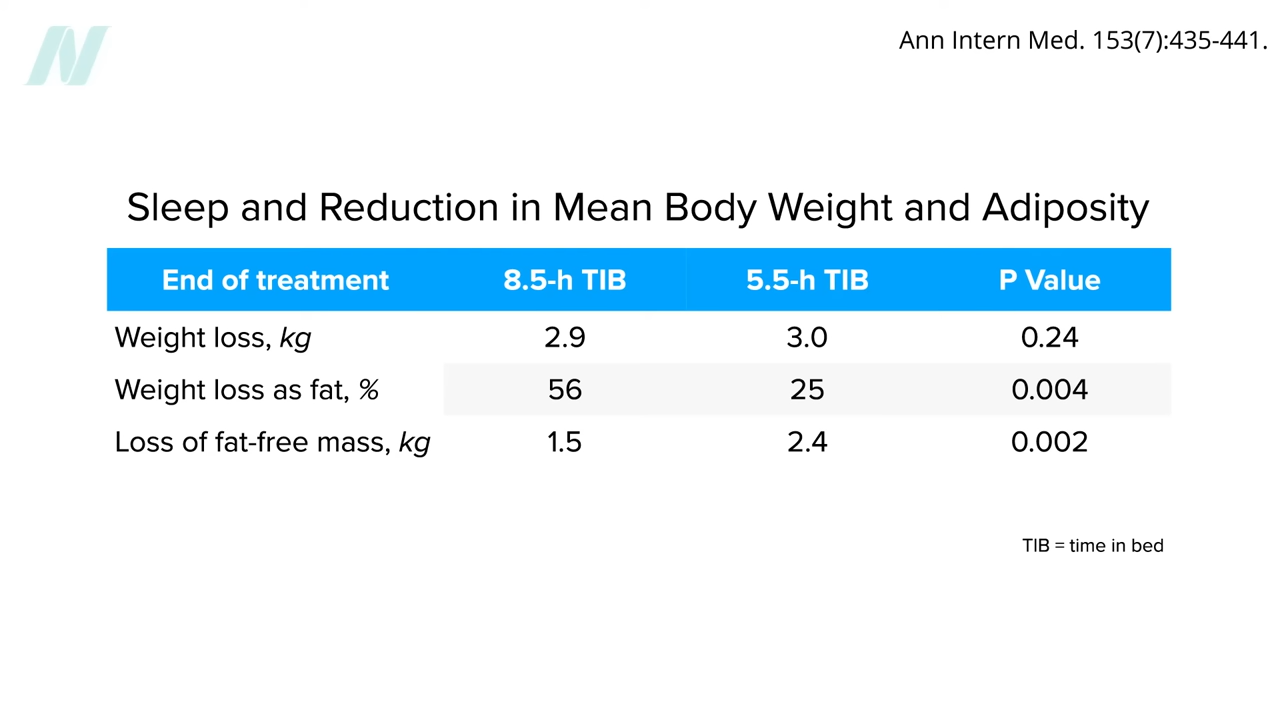 Ann Intern Med. 153(7):435-441.
Sleep and Reduction in Mean Body Weight and Adiposity
End of treatment 8.5-h TIB 5.5-h TIB P Value
Weight loss, kg 2.9 3.0 0.24
Weight loss as fat, % 56 25 0.004
Loss of fat-free mass, kg 1.5 2.4 0.002
TIB = time in bed